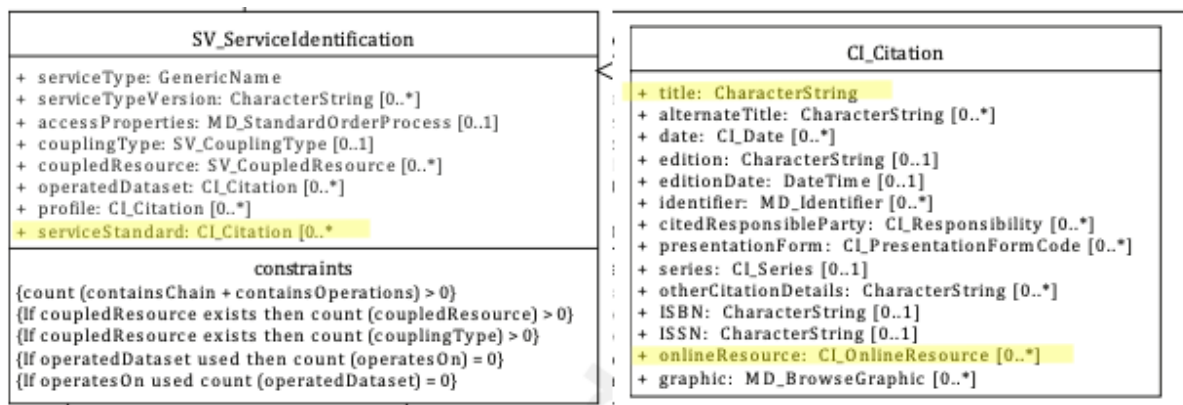 SV_ServiceIdentification
+ serviceType: GenericName
+ serviceTypeVersion: CharacterString [0..*]
+ accessProperties: MD_StandardOrderProcess [0..1]
+ couplingType: SV_CouplingType [0..1]
+ coupledResource: SV_CoupledResource [0..*]
+ operatedDataset: CI_Citation [0..*]
+ profile: CI_Citation [0..*]
+ serviceStandard: CI_Citation [0..*
constraints
{count (containsChain + containsOperations) > 0}
{If coupledResource exists then count (coupledResource) > 0}
{If coupledResource exists then count (couplingType) > 0}
{If operatedDataset used then count (operatesOn) = 0}
{If operatesOn used count (operatedDataset) = 0}
CI_Citation
+ title: CharacterString
+ alternateTitle: CharacterString [0..*]
+ date: CI_Date [0..*]
+ edition: CharacterString [0..1]
+ editionDate: DateTime [0..1]
+ identifier: MD_Identifier [0..*]
+ citedResponsibleParty: CI_Responsibility [0..*]
+ presentationForm: CI_PresentationFormCode [0..*]
+ series: CI_Series [0..1]
+ otherCitationDetails: CharacterString [0..*]
+ ISBN: CharacterString [0..1]
+ ISSN: CharacterString [0..1]
+ onlineResource: CI_OnlineResource [0..*]
+ graphic: MD_BrowseGraphic [0..*]